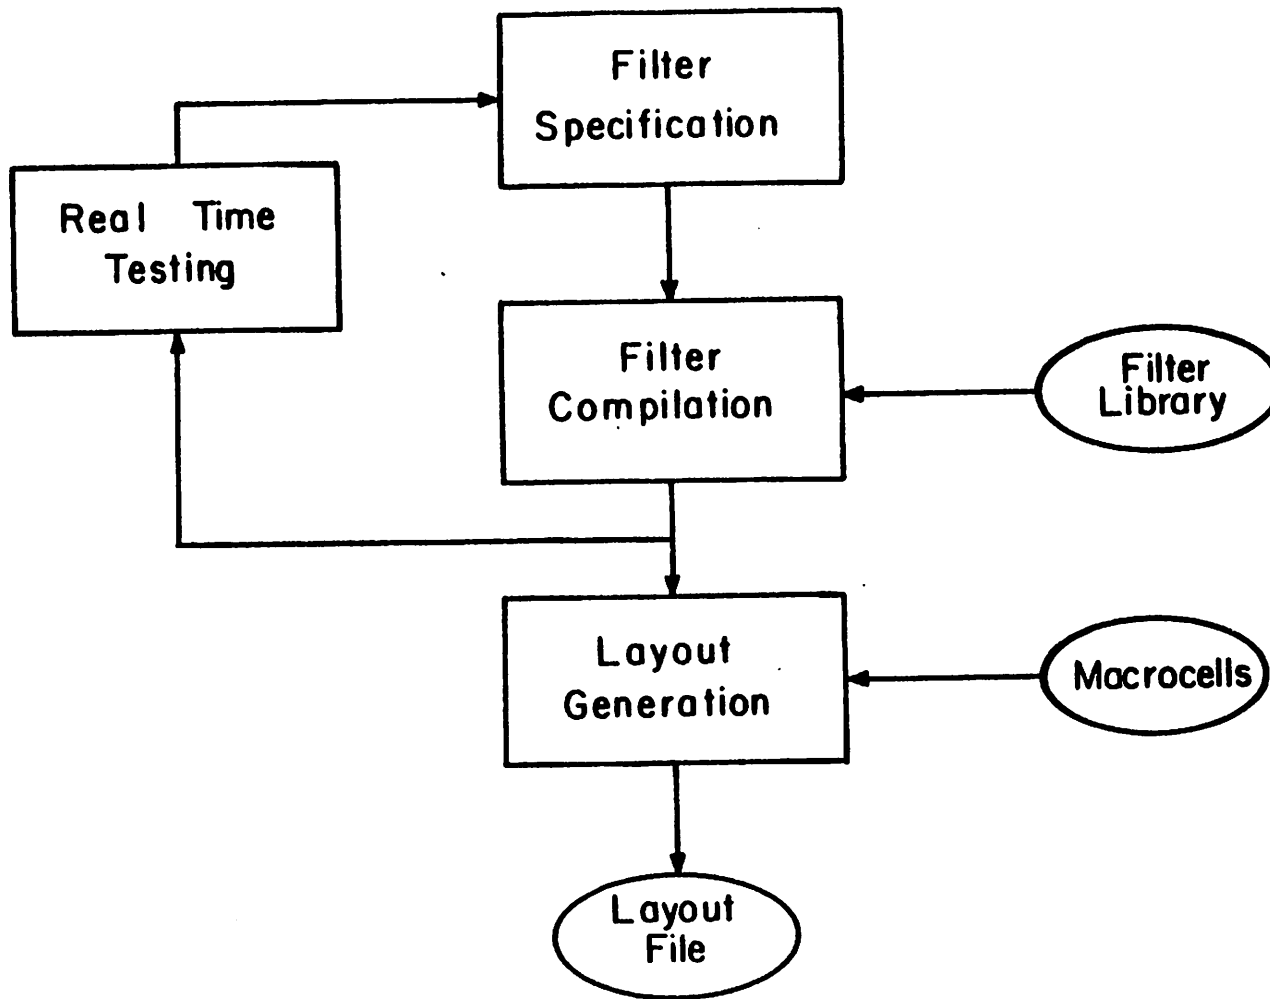 Filter
Specification
Real Time
Testing
Filter
Compilation
Filter
Library
Layout
Generation
Macrocells
Layout
File